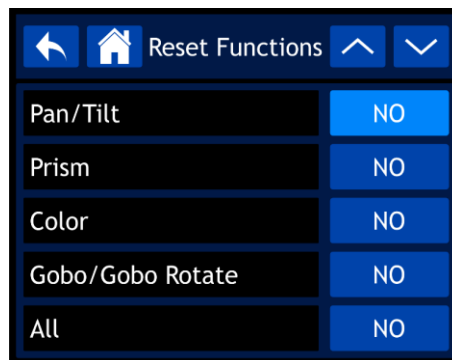 Reset Functions
Pan/Tilt NO
Prism NO
Color NO
Gobo/Gobo Rotate NO
All NO